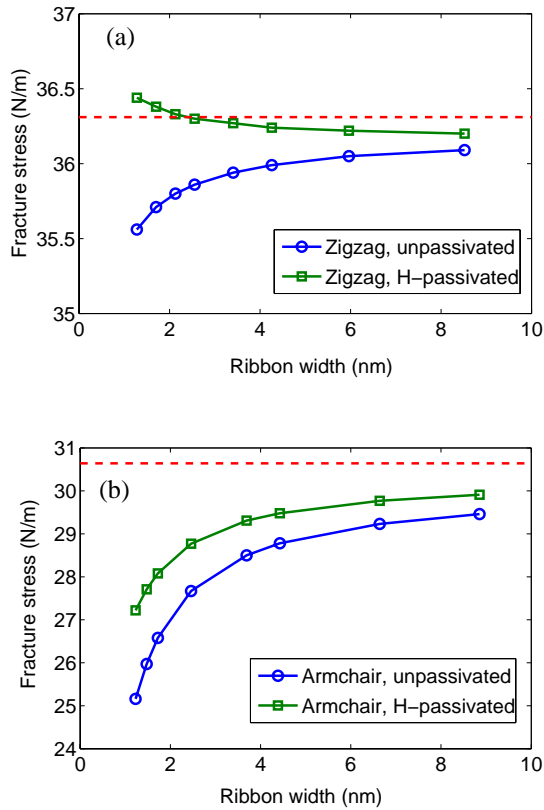 (a)
37
36.5
36
35.5
35
Fracture stress (N/m)
Zigzag, unpassivated
Zigzag, H−passivated
0 2 4 6 8 10
Ribbon width (nm)
(b)
31
30
29
28
27
26
25
24
Fracture stress (N/m)
Armchair, unpassivated
Armchair, H−passivated
0 2 4 6 8 10
Ribbon width (nm)